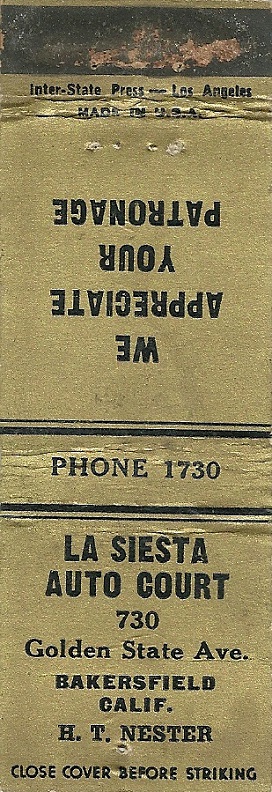 Inter-State Press — Los Angeles
MADE IN U.S.A.
WE
APPRECIATE
YOUR
PATRONAGE
PHONE 1730
LA SIESTA
AUTO COURT
730
Golden State Ave.
BAKERSFIELD
CALIF.
H. T. NESTER
CLOSE COVER BEFORE STRIKING